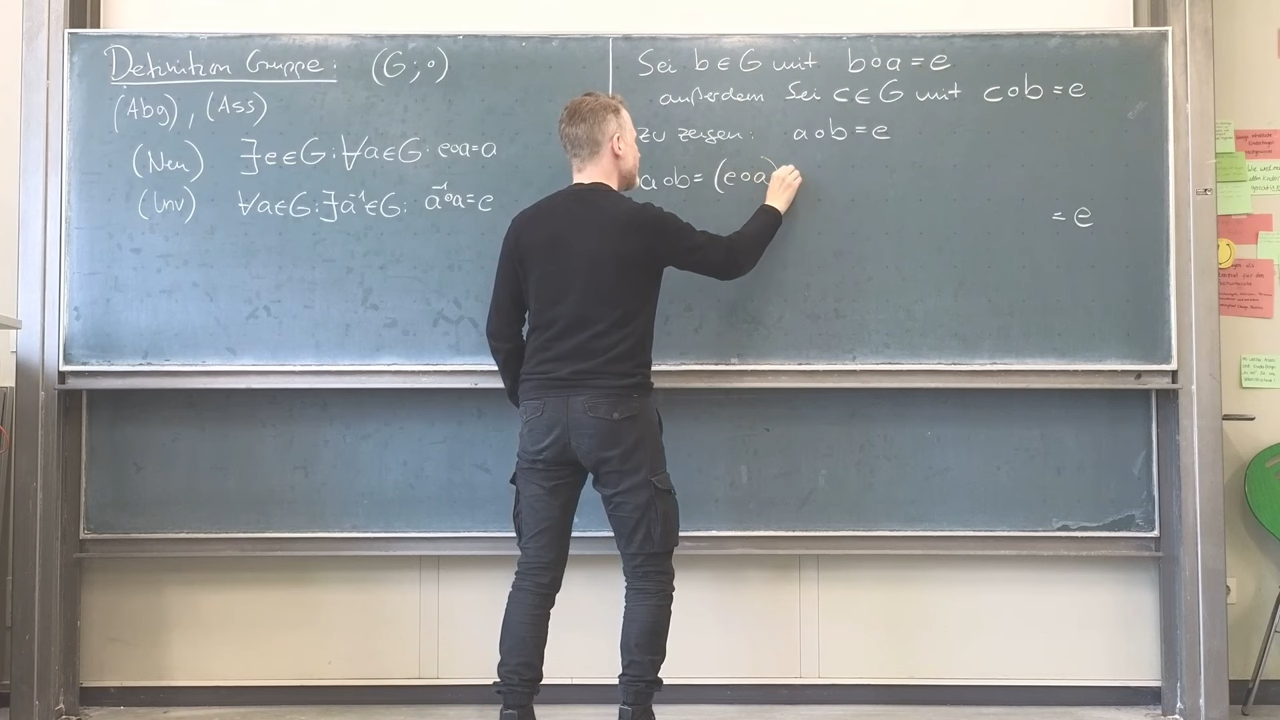 Definition Gruppe: (G;∘)
(Abg), (Ass)
(Neu) ∃e∈G:∀a∈G: e∘a=a
(Inv) ∀a∈G:∃a⁻¹∈G: a⁻¹∘a=e
Sei b∈G mit b∘a=e
außerdem sei c∈G mit c∘b=e
zu zeigen: a∘b=e
a∘b=(e∘a)
=e